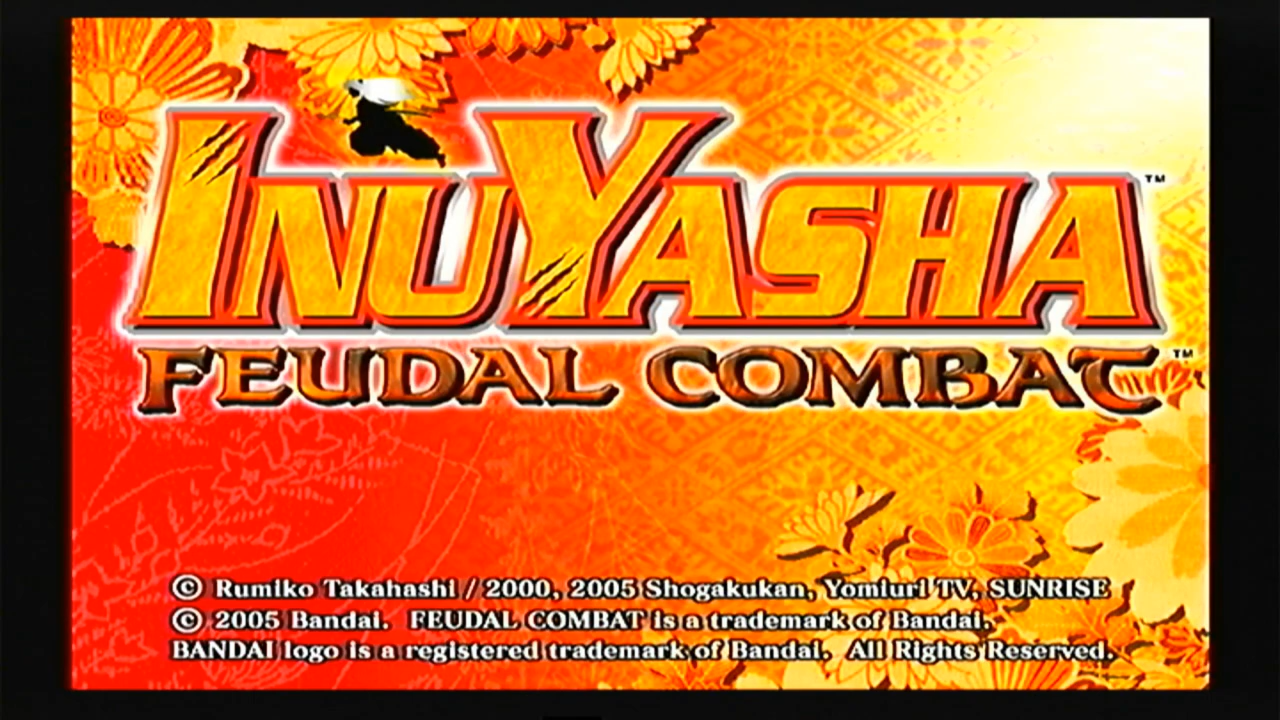 INUYASHA™
FEUDAL COMBAT™
© Rumiko Takahashi / 2000, 2005 Shogakukan, Yomiuri TV, SUNRISE
© 2005 Bandai. FEUDAL COMBAT is a trademark of Bandai.
BANDAI logo is a registered trademark of Bandai. All Rights Reserved.